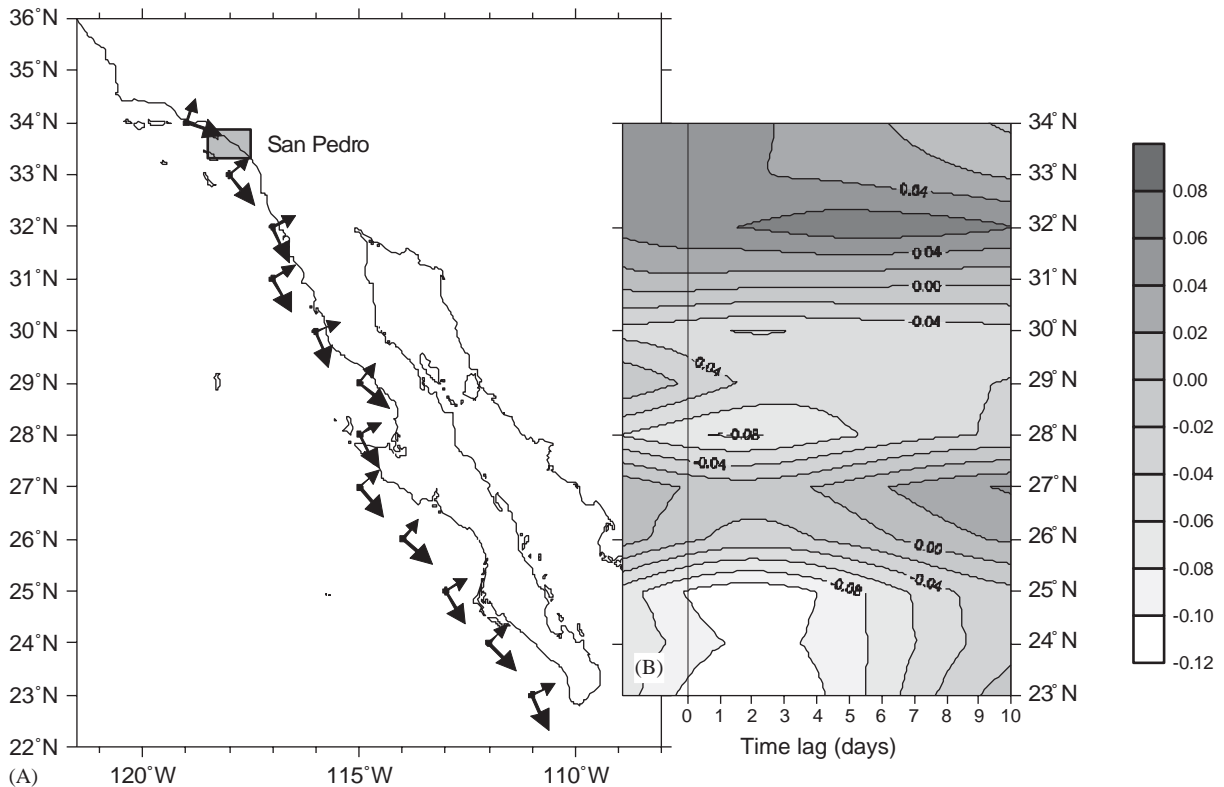 36°N
35°N
34°N
33°N
32°N
31°N
30°N
29°N
28°N
27°N
26°N
25°N
24°N
23°N
22°N
(A)
120°W
115°W
110°W
San Pedro
0.04
0.04
0.00
-0.04
0.04
-0.08
-0.04
0.00
-0.04
-0.08
(B)
34°N
33°N
32°N
31°N
30°N
29°N
28°N
27°N
26°N
25°N
24°N
23°N
0 1 2 3 4 5 6 7 8 9 10
Time lag (days)
0.08
0.06
0.04
0.02
0.00
-0.02
-0.04
-0.06
-0.08
-0.10
-0.12